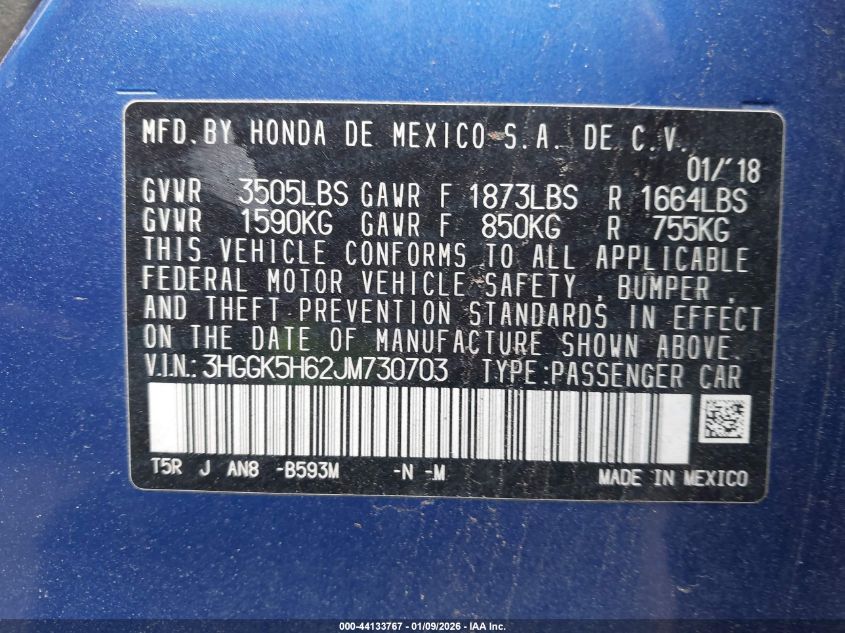 MFD. BY HONDA DE MEXICO S.A. DE C.V.
01/'18
GVWR 3505LBS GAWR F 1873LBS R 1664LBS
GVWR 1590KG GAWR F 850KG R 755KG
THIS VEHICLE CONFORMS TO ALL APPLICABLE
FEDERAL MOTOR VEHICLE SAFETY, BUMPER,
AND THEFT PREVENTION STANDARDS IN EFFECT
ON THE DATE OF MANUFACTURE SHOWN ABOVE.
V.I.N.: 3HGGK5H62JM730703 TYPE: PASSENGER CAR
T5R J AN8 -B593M -N -M MADE IN MEXICO
000-44133767 - 01/09/2026 - IAA Inc.